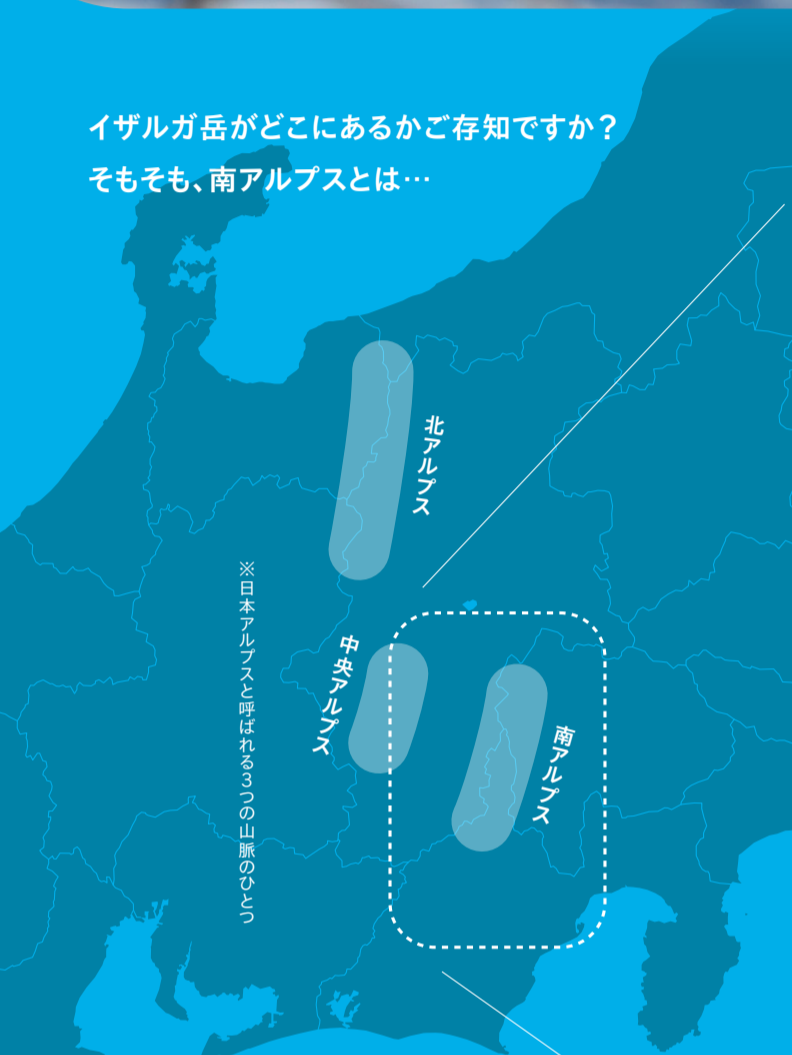 イザルガ岳がどこにあるかご存知ですか？
そもそも、南アルプスとは…
北アルプス
中央アルプス
南アルプス
※日本アルプスと呼ばれる3つの山脈のひとつ